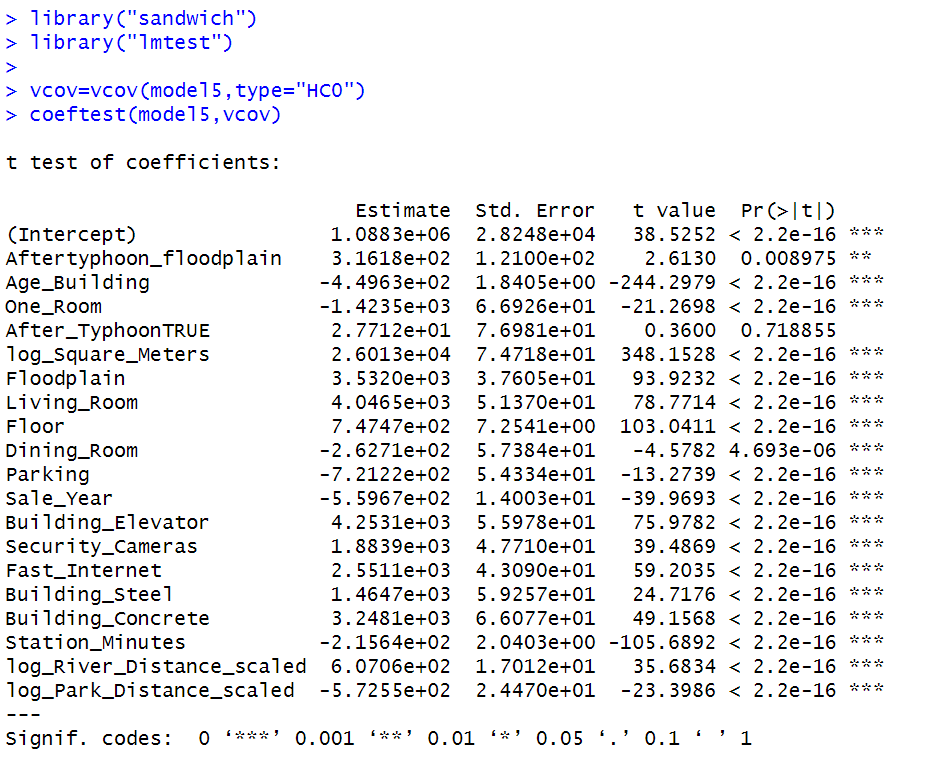 > library("sandwich")
> library("lmtest")
>
> vcov=vcov(model5,type="HC0")
> coeftest(model5,vcov)

t test of coefficients:

                           Estimate  Std. Error   t value  Pr(>|t|)
(Intercept)                1.0883e+06  2.8248e+04   38.5252 < 2.2e-16 ***
Aftertyphoon_floodplain    3.1618e+02  1.2100e+02    2.6130  0.008975 **
Age_Building              -4.4963e+02  1.8405e+00 -244.2979 < 2.2e-16 ***
One_Room                  -1.4235e+03  6.6926e+01  -21.2698 < 2.2e-16 ***
After_TyphoonTRUE          2.7712e+01  7.6981e+01    0.3600  0.718855
log_Square_Meters          2.6013e+04  7.4718e+01  348.1528 < 2.2e-16 ***
Floodplain                 3.5320e+03  3.7605e+01   93.9232 < 2.2e-16 ***
Living_Room                4.0465e+03  5.1370e+01   78.7714 < 2.2e-16 ***
Floor                      7.4747e+02  7.2541e+00  103.0411 < 2.2e-16 ***
Dining_Room               -2.6271e+02  5.7384e+01   -4.5782 4.693e-06 ***
Parking                   -7.2122e+02  5.4334e+01  -13.2739 < 2.2e-16 ***
Sale_Year                 -5.5967e+02  1.4003e+01  -39.9693 < 2.2e-16 ***
Building_Elevator          4.2531e+03  5.5978e+01   75.9782 < 2.2e-16 ***
Security_Cameras           1.8839e+03  4.7710e+01   39.4869 < 2.2e-16 ***
Fast_Internet              2.5511e+03  4.3090e+01   59.2035 < 2.2e-16 ***
Building_Steel             1.4647e+03  5.9257e+01   24.7176 < 2.2e-16 ***
Building_Concrete          3.2481e+03  6.6077e+01   49.1568 < 2.2e-16 ***
Station_Minutes           -2.1564e+02  2.0403e+00 -105.6892 < 2.2e-16 ***
log_River_Distance_scaled  6.0706e+02  1.7012e+01   35.6834 < 2.2e-16 ***
log_Park_Distance_scaled  -5.7255e+02  2.4470e+01  -23.3986 < 2.2e-16 ***
---
Signif. codes:  0 ‘***’ 0.001 ‘**’ 0.01 ‘*’ 0.05 ‘.’ 0.1 ‘ ’ 1